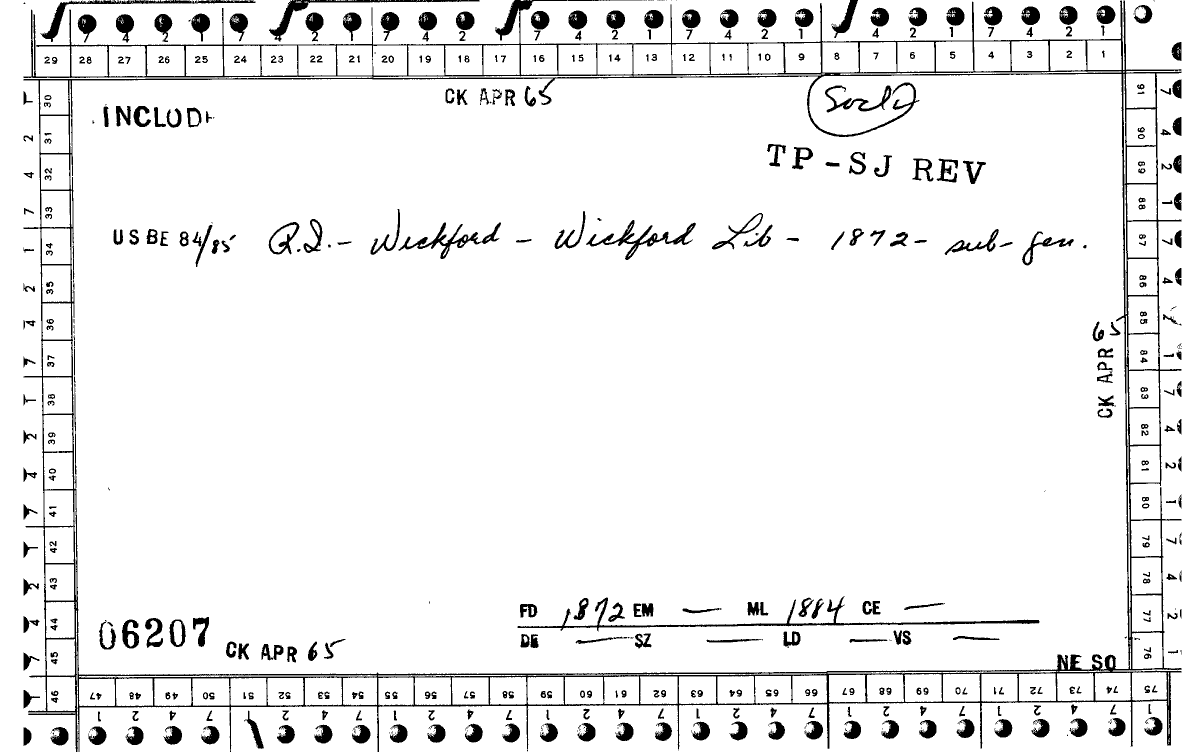 7 4 2 1 7 4 2 1 7 4 2 1 7 4 2 1 7 4 2 1 7 4 2 1 7 4 2 1
29 28 27 26 25 24 23 22 21 20 19 18 17 16 15 14 13 12 11 10 9 8 7 6 5 4 3 2 1
CK APR 65
INCLUDE
TP-SJ REV
US BE 84/85 R.I. - Wickford - Wickford Lib - 1872 - sub- gen.
CK APR 65
FD 1872 EM — ML 1884 CE —
DE — SZ — LD — VS —
06207 CK APR 65
NE SO
30 31 32 33 34 35 36 37 38 39 40 41 42 43 44 45 46
91 90 89 88 87 86 85 84 83 82 81 80 79 78 77 76
47 48 49 50 51 52 53 54 55 56 57 58 59 60 61 62 63 64 65 66 67 68 69 70 71 72 73 74 75
1 2 4 7 1 2 4 7 1 2 4 7 1 2 4 7 1 2 4 7 1 2 4 7 1 2 4 7 1